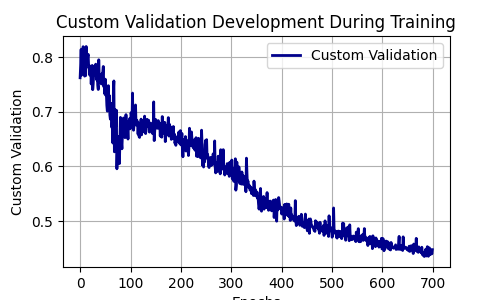 Custom Validation Development During Training
Custom Validation
Custom Validation
0.8
0.7
0.6
0.5
0 100 200 300 400 500 600 700
Epochs